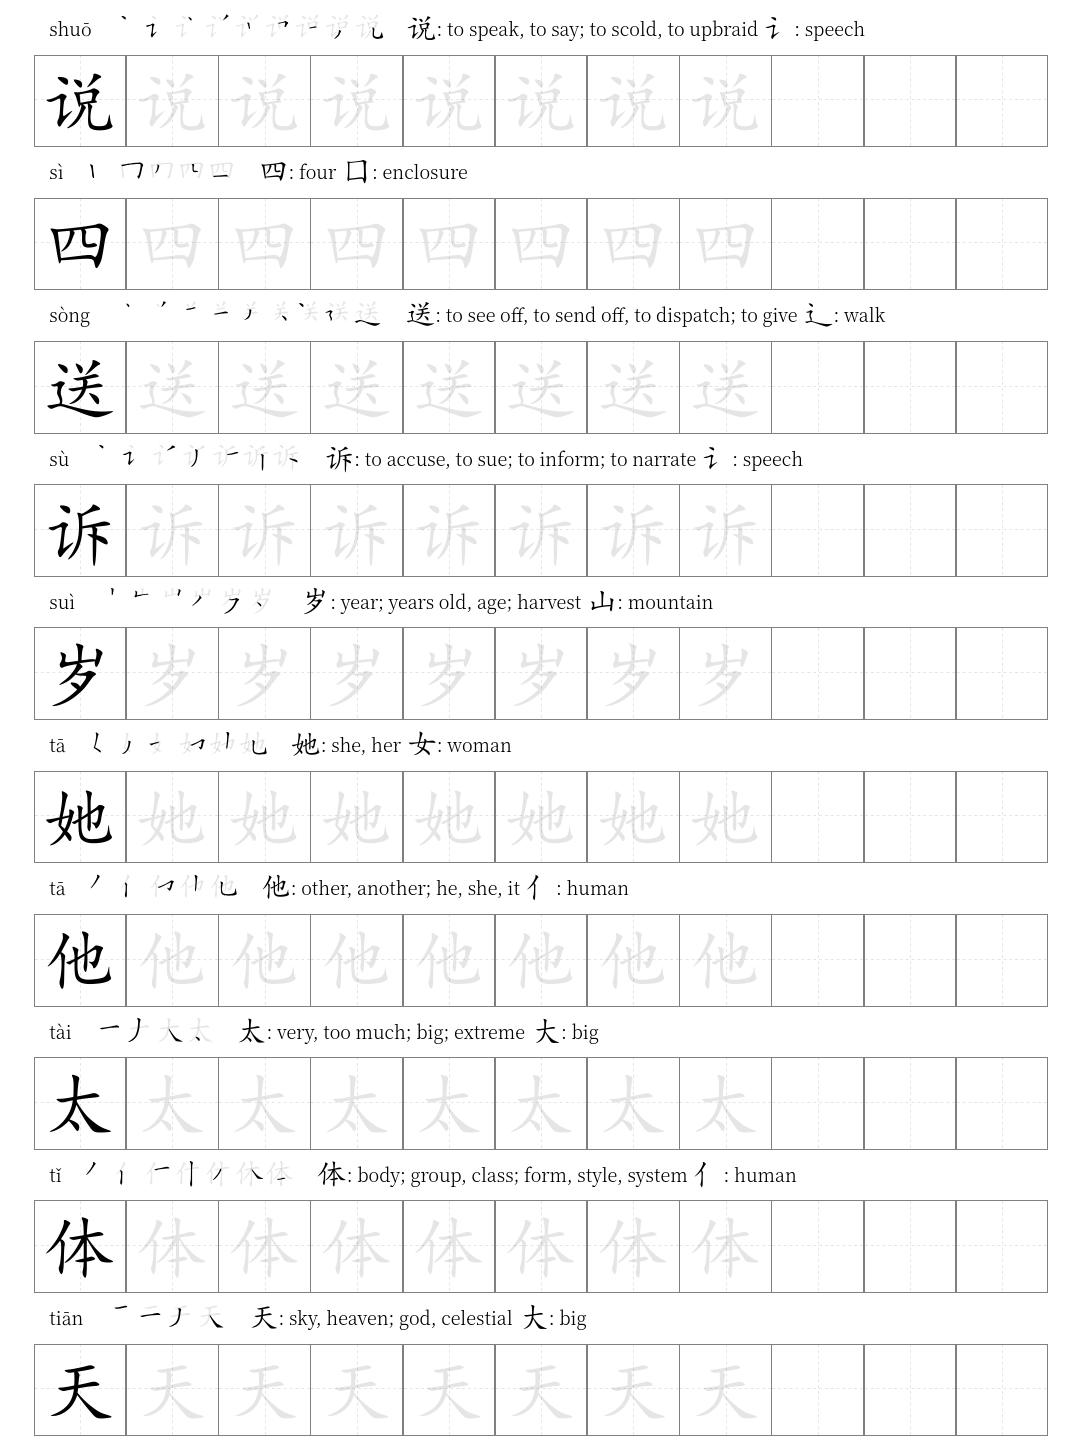 shuō 说: to speak, to say; to scold, to upbraid 讠: speech
说 说 说 说 说 说 说 说
sì 四: four 囗: enclosure
四 四 四 四 四 四 四 四
sòng 送: to see off, to send off, to dispatch; to give 辶: walk
送 送 送 送 送 送 送 送
sù 诉: to accuse, to sue; to inform; to narrate 讠: speech
诉 诉 诉 诉 诉 诉 诉 诉
suì 岁: year; years old, age; harvest 山: mountain
岁 岁 岁 岁 岁 岁 岁 岁
tā 她: she, her 女: woman
她 她 她 她 她 她 她 她
tā 他: other, another; he, she, it 亻: human
他 他 他 他 他 他 他 他
tài 太: very, too much; big; extreme 大: big
太 太 太 太 太 太 太 太
tǐ 体: body; group, class; form, style, system 亻: human
体 体 体 体 体 体 体 体
tiān 天: sky, heaven; god, celestial 大: big
天 天 天 天 天 天 天 天